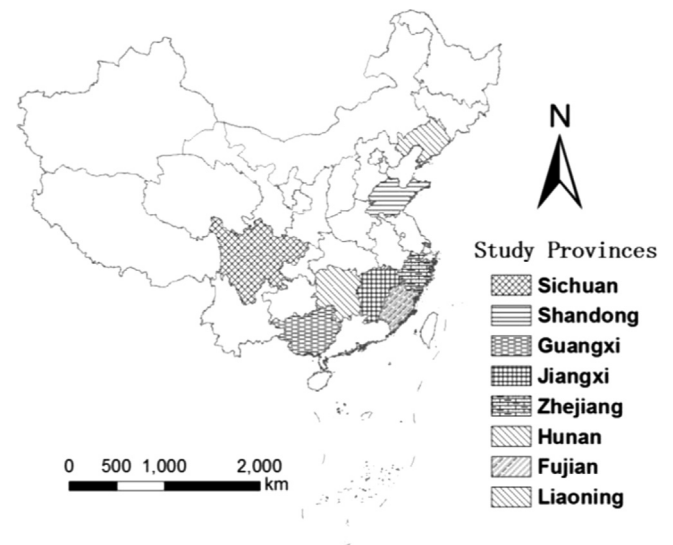 N
Study Provinces
Sichuan
Shandong
Guangxi
Jiangxi
Zhejiang
Hunan
Fujian
Liaoning
0 500 1,000 2,000
km